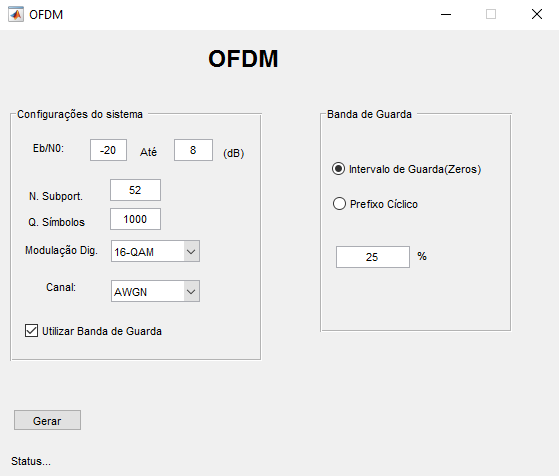 OFDM
OFDM
Configurações do sistema
Eb/N0: -20 Até 8 (dB)
N. Subport. 52
Q. Símbolos 1000
Modulação Dig. 16-QAM
Canal: AWGN
Utilizar Banda de Guarda
Banda de Guarda
Intervalo de Guarda(Zeros)
Prefixo Cíclico
25 %
Gerar
Status...